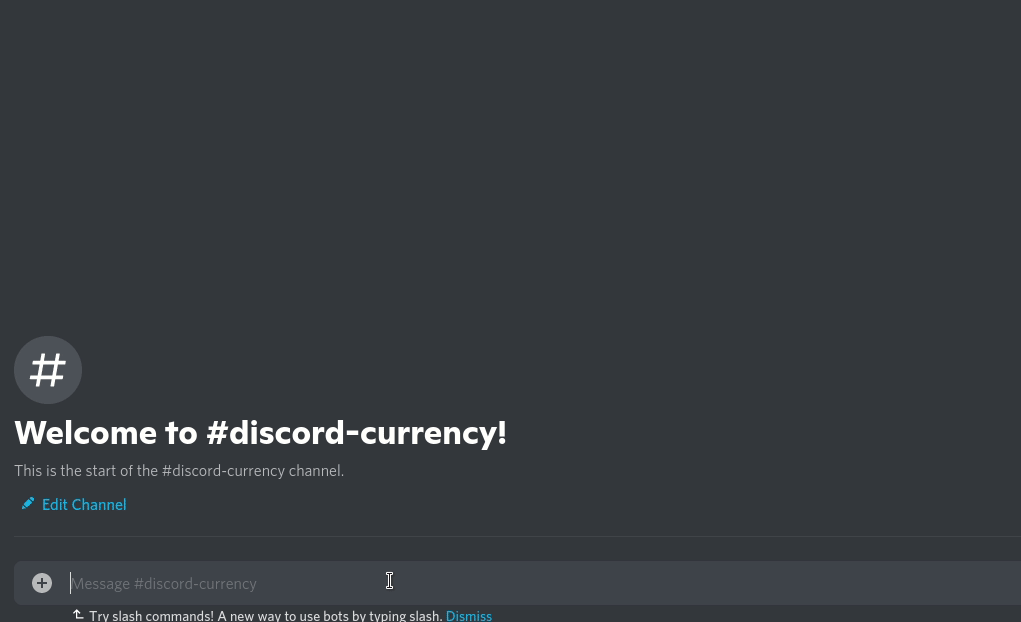 #
Welcome to #discord-currency!
This is the start of the #discord-currency channel.
Edit Channel
Message #discord-currency
Try slash commands! A new way to use bots by typing slash. Dismiss